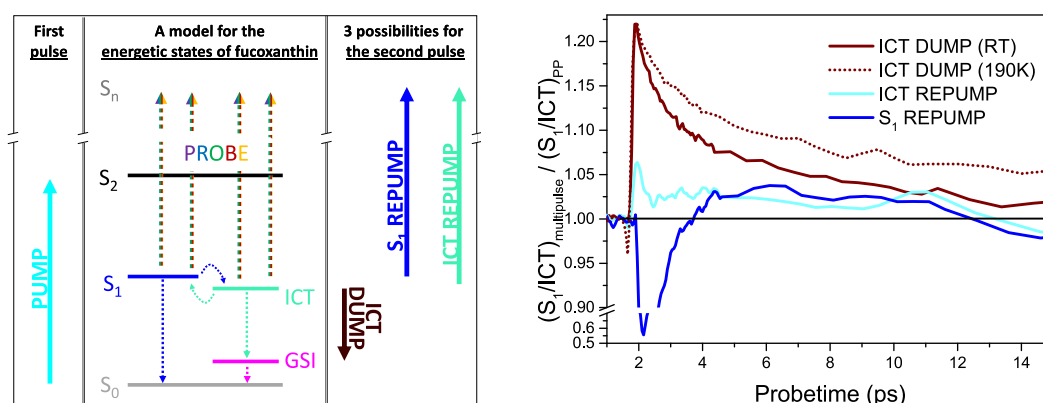 First
pulse
A model for the
energetic states of fucoxanthin
3 possibilities for
the second pulse
Sn
PROBE
S2
S1
ICT
GSI
S0
PUMP
S1 REPUMP
ICT REPUMP
ICT
DUMP
(S1/ICT)multipulse / (S1/ICT)PP
1.20
1.15
1.10
1.05
1.00
0.95
0.90
0.6
0.5
ICT DUMP (RT)
ICT DUMP (190K)
ICT REPUMP
S1 REPUMP
2 4 6 8 10 12 14
Probetime (ps)